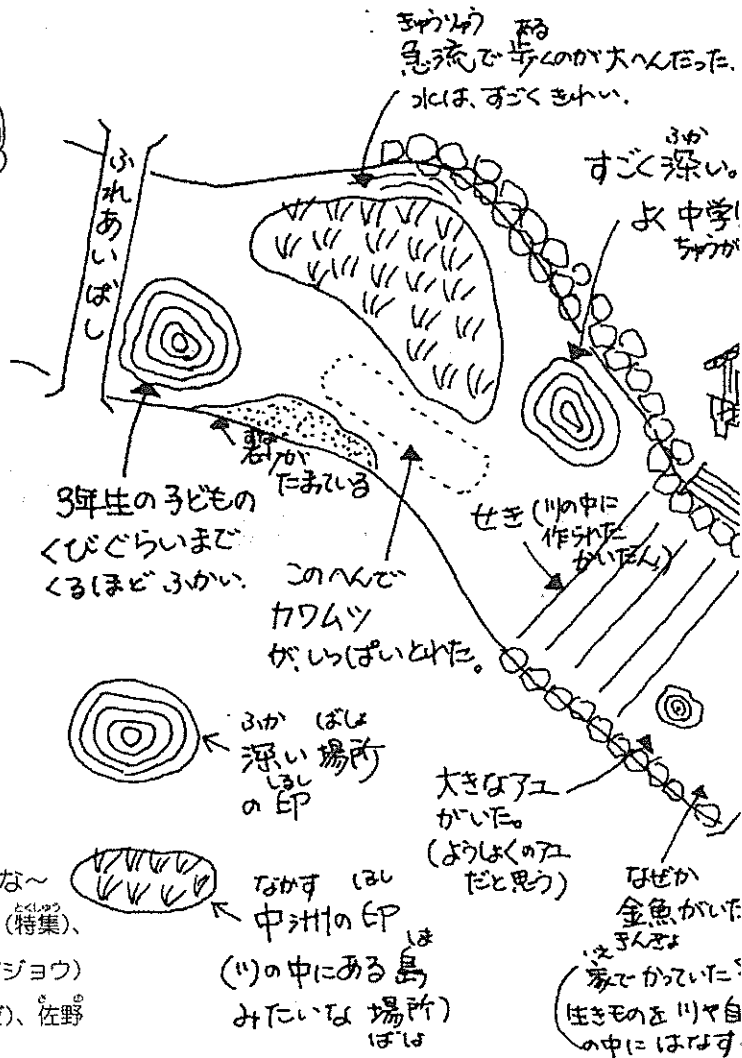 きゅうりゅう ある
急流で歩くのが大へんだった。
水は、すごくきれい。
ふか
すごく深い。
よく中学
ちゅうが
ふれあいばし
砂が
たまっている
3年生の子どもの
くびぐらいまで
くるほどふかい。
このへんで
カワムツ
が、いっぱいとれた。
せき(川の中に
作られた
かいだん)
ふか ばしょ
深い場所
しるし
の印
大きなアユ
がいた。
(ようしょくのアユ
だと思う)
なぜか
金魚がいた
きんぎょ
いえ
家でかっていた
生きものを川や自
の中にはなす
なかす しるし
中洲の印
しま
(川の中にある島
みたいな場所)
ばしょ
な〜
とくしゅう
(特集)、
ジョウ)
さの
)、佐野